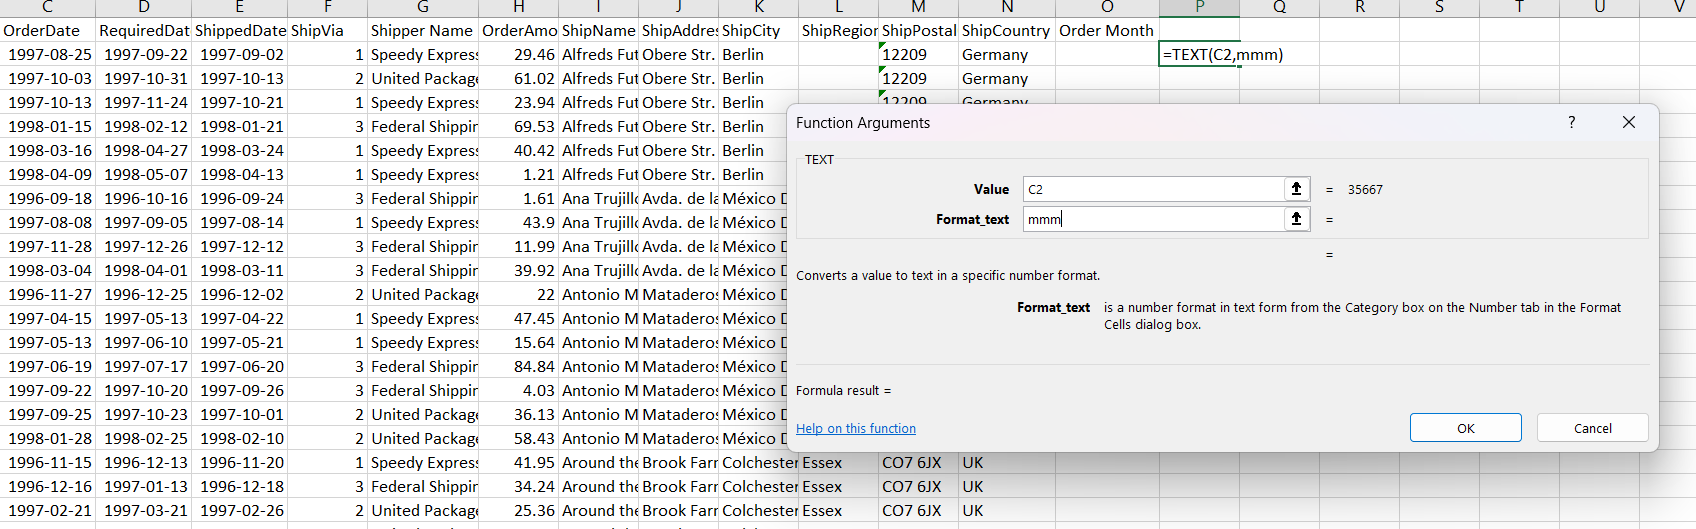 C D E F G H I J K L M N O P Q R S T U V
OrderDate RequiredDat ShippedDate ShipVia Shipper Name OrderAmo ShipName ShipAddres ShipCity ShipRegion ShipPostal ShipCountry Order Month
1997-08-25 1997-09-22 1997-09-02 1 Speedy Express 29.46 Alfreds Fut Obere Str. Berlin 12209 Germany =TEXT(C2,mmm)
1997-10-03 1997-10-31 1997-10-13 2 United Package 61.02 Alfreds Fut Obere Str. Berlin 12209 Germany
1997-10-13 1997-11-24 1997-10-21 1 Speedy Express 23.94 Alfreds Fut Obere Str. Berlin 12209 Germany
1998-01-15 1998-02-12 1998-01-21 3 Federal Shippin 69.53 Alfreds Fut Obere Str. Berlin
1998-03-16 1998-04-27 1998-03-24 1 Speedy Express 40.42 Alfreds Fut Obere Str. Berlin
1998-04-09 1998-05-07 1998-04-13 1 Speedy Express 1.21 Alfreds Fut Obere Str. Berlin
1996-09-18 1996-10-16 1996-09-24 3 Federal Shippin 1.61 Ana Trujillo Avda. de la México D
1997-08-08 1997-09-05 1997-08-14 1 Speedy Express 43.9 Ana Trujillo Avda. de la México D
1997-11-28 1997-12-26 1997-12-12 3 Federal Shippin 11.99 Ana Trujillo Avda. de la México D
1998-03-04 1998-04-01 1998-03-11 3 Federal Shippin 39.92 Ana Trujillo Avda. de la México D
1996-11-27 1996-12-25 1996-12-02 2 United Package 22 Antonio M Mataderos México D
1997-04-15 1997-05-13 1997-04-22 1 Speedy Express 47.45 Antonio M Mataderos México D
1997-05-13 1997-06-10 1997-05-21 1 Speedy Express 15.64 Antonio M Mataderos México D
1997-06-19 1997-07-17 1997-06-20 3 Federal Shippin 84.84 Antonio M Mataderos México D
1997-09-22 1997-10-20 1997-09-26 3 Federal Shippin 4.03 Antonio M Mataderos México D
1997-09-25 1997-10-23 1997-10-01 2 United Package 36.13 Antonio M Mataderos México D
1998-01-28 1998-02-25 1998-02-10 2 United Package 58.43 Antonio M Mataderos México D
1996-11-15 1996-12-13 1996-11-20 1 Speedy Express 41.95 Around the Brook Farr Colchester Essex CO7 6JX UK
1996-12-16 1997-01-13 1996-12-18 3 Federal Shippin 34.24 Around the Brook Farr Colchester Essex CO7 6JX UK
1997-02-21 1997-03-21 1997-02-26 2 United Package 25.36 Around the Brook Farr Colchester Essex CO7 6JX UK
Function Arguments ?
TEXT
Value C2 = 35667
Format_text mmm =
=
Converts a value to text in a specific number format.
Format_text is a number format in text form from the Category box on the Number tab in the Format
Cells dialog box.
Formula result =
Help on this function OK Cancel